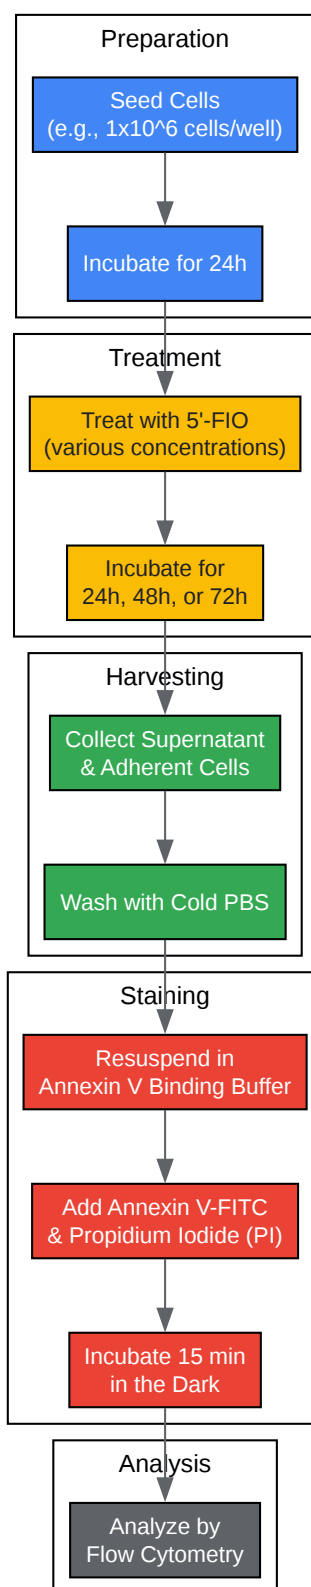 Preparation
Seed Cells
(e.g., 1x10^6 cells/well)
Incubate for 24h
Treatment
Treat with 5'-FIO
(various concentrations)
Incubate for
24h, 48h, or 72h
Harvesting
Collect Supernatant
& Adherent Cells
Wash with Cold PBS
Staining
Resuspend in
Annexin V Binding Buffer
Add Annexin V-FITC
& Propidium Iodide (PI)
Incubate 15 min
in the Dark
Analysis
Analyze by
Flow Cytometry